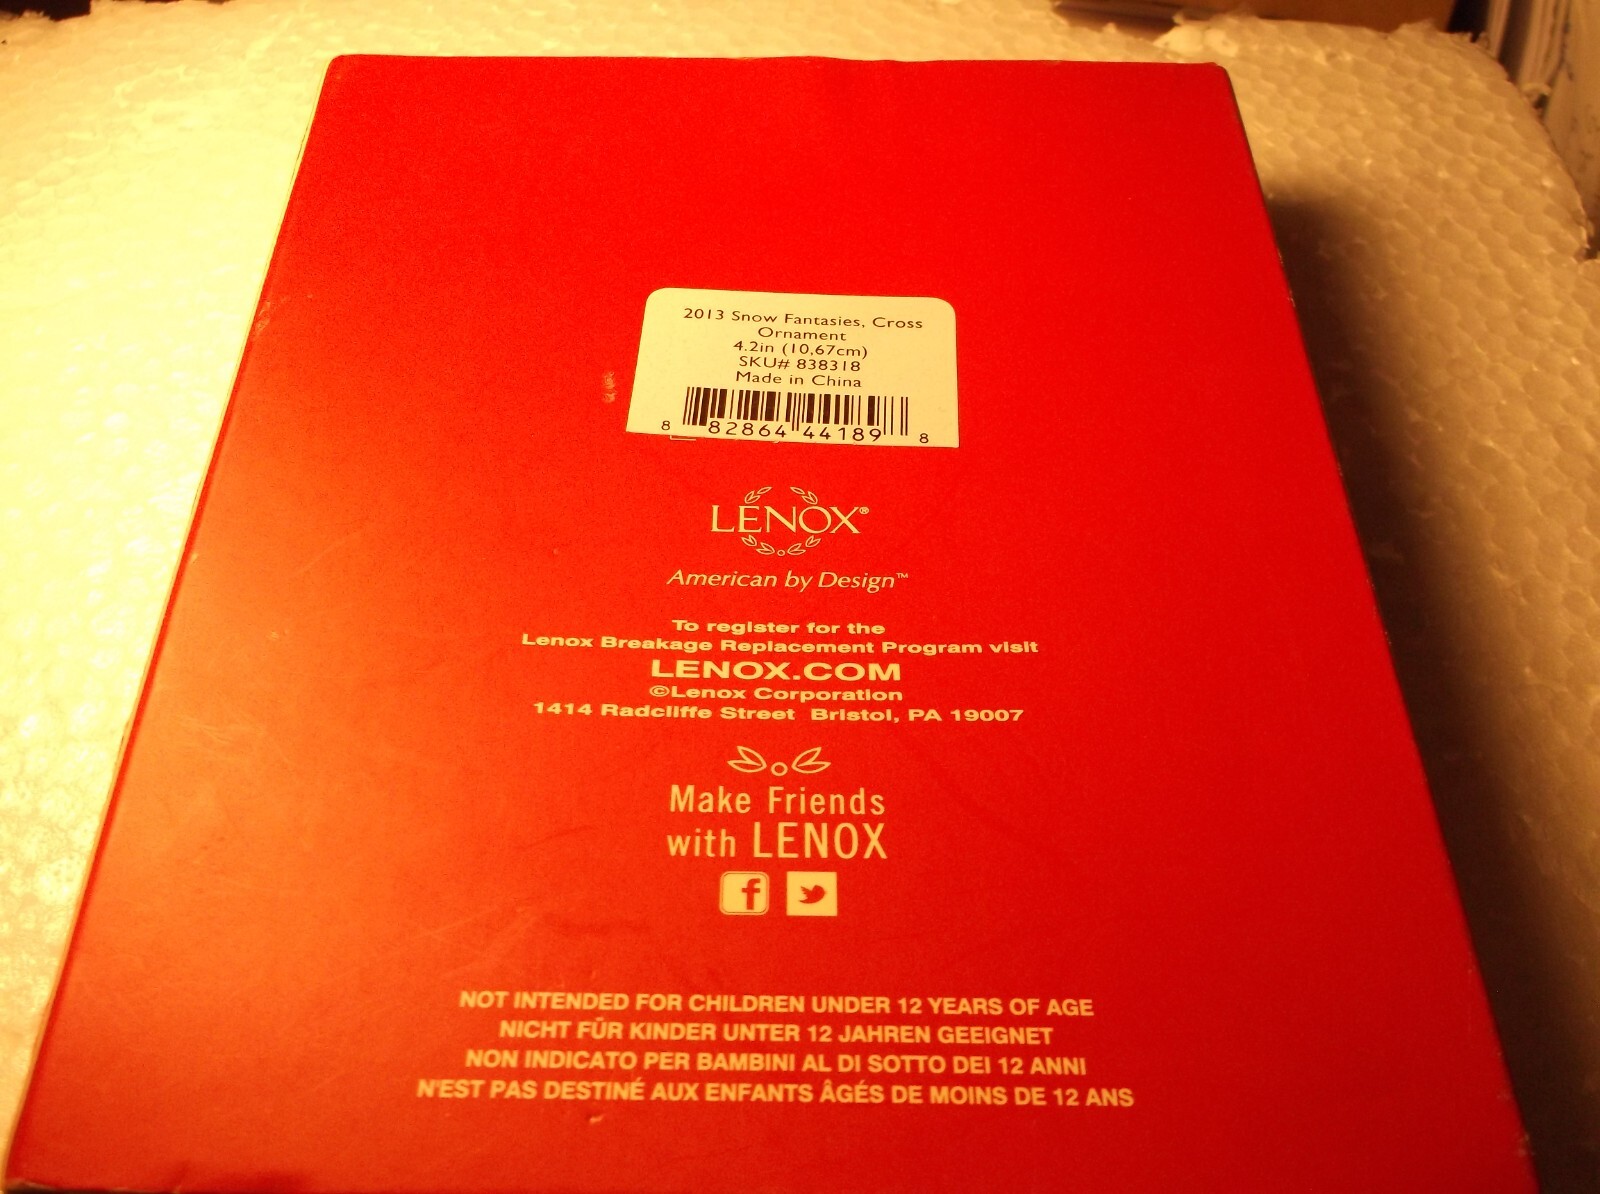 2013 Snow Fantasies, Cross
Ornament
4.2in (10,67cm)
SKU# 838318
Made in China
8 82864 44189 8
LENOX®
American by Design™
To register for the
Lenox Breakage Replacement Program visit
LENOX.COM
©Lenox Corporation
1414 Radcliffe Street Bristol, PA 19007
Make Friends
with LENOX
f
NOT INTENDED FOR CHILDREN UNDER 12 YEARS OF AGE
NICHT FÜR KINDER UNTER 12 JAHREN GEEIGNET
NON INDICATO PER BAMBINI AL DI SOTTO DEI 12 ANNI
N'EST PAS DESTINÉ AUX ENFANTS ÂGÉS DE MOINS DE 12 ANS